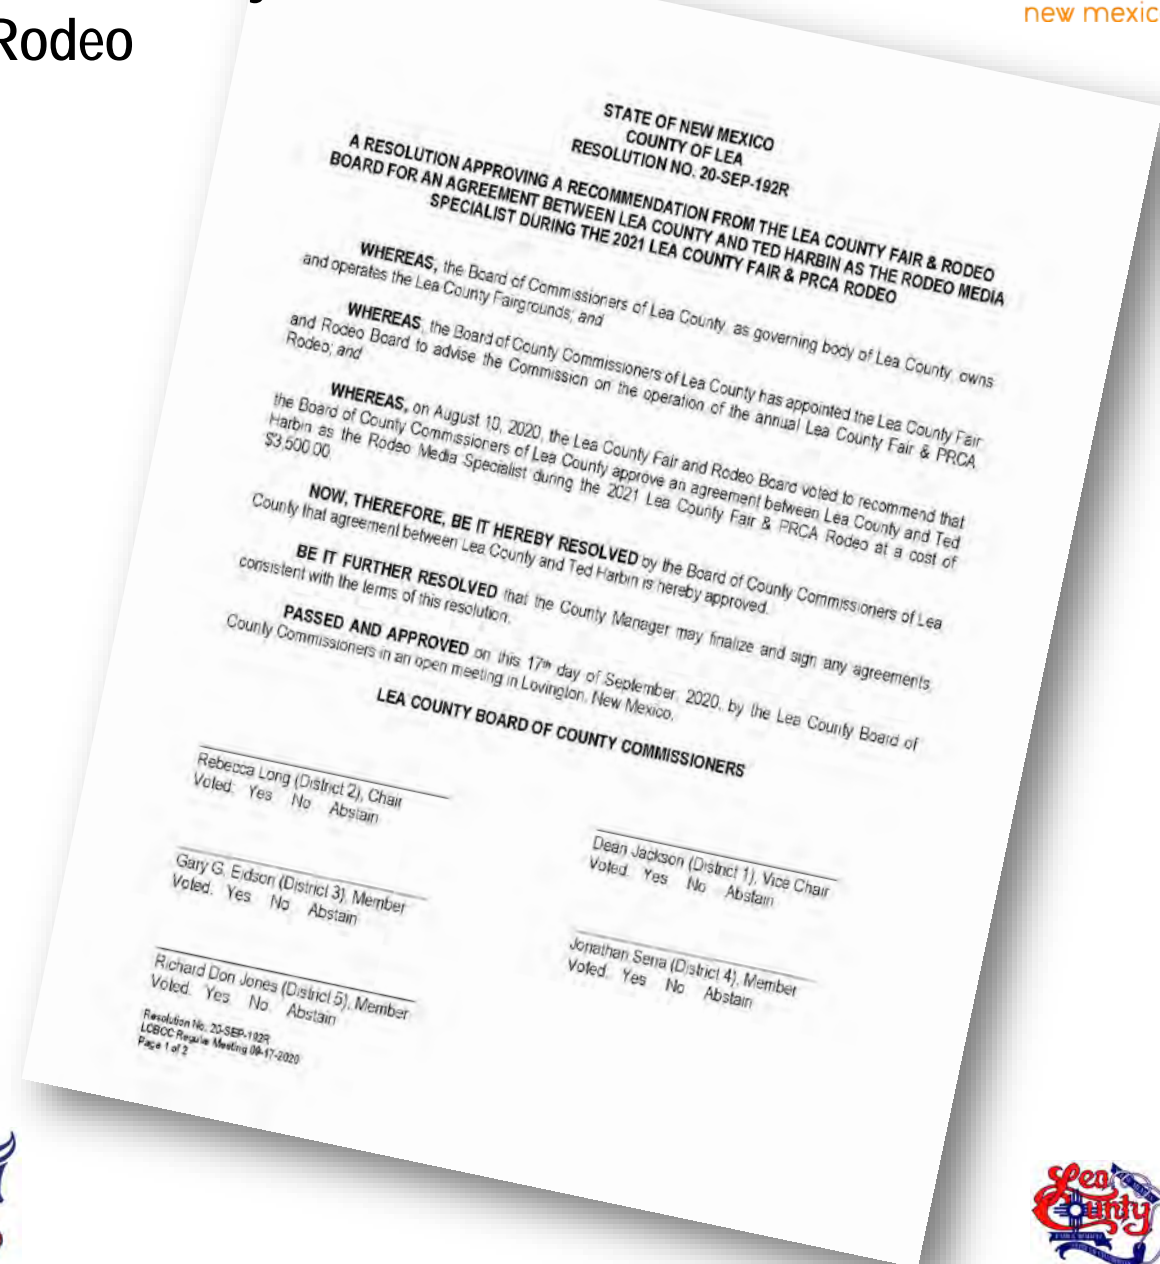 Rodeo
new mexic
STATE OF NEW MEXICO
COUNTY OF LEA
RESOLUTION NO. 20-SEP-192R
A RESOLUTION APPROVING A RECOMMENDATION FROM THE LEA COUNTY FAIR & RODEO
BOARD FOR AN AGREEMENT BETWEEN LEA COUNTY AND TED HARBIN AS THE RODEO MEDIA
SPECIALIST DURING THE 2021 LEA COUNTY FAIR & PRCA RODEO
WHEREAS, the Board of Commissioners of Lea County, as governing body of Lea County, owns
and operates the Lea County Fairgrounds; and
WHEREAS, the Board of County Commissioners of Lea County has appointed the Lea County Fair
and Rodeo Board to advise the Commission on the operation of the annual Lea County Fair & PRCA
Rodeo; and
WHEREAS, on August 10, 2020, the Lea County Fair and Rodeo Board voted to recommend that
the Board of County Commissioners of Lea County approve an agreement between Lea County and Ted
Harbin as the Rodeo Media Specialist during the 2021 Lea County Fair & PRCA Rodeo at a cost of
$3,500.00.
NOW, THEREFORE, BE IT HEREBY RESOLVED by the Board of County Commissioners of Lea
County that agreement between Lea County and Ted Harbin is hereby approved.
BE IT FURTHER RESOLVED that the County Manager may finalize and sign any agreements
consistent with the terms of this resolution.
PASSED AND APPROVED on this 17th day of September, 2020, by the Lea County Board of
County Commissioners in an open meeting in Lovington, New Mexico.
LEA COUNTY BOARD OF COUNTY COMMISSIONERS
Rebecca Long (District 2), Chair
Voted: Yes No Abstain
Dean Jackson (District 1), Vice Chair
Voted: Yes No Abstain
Gary G. Eidson (District 3), Member
Voted: Yes No Abstain
Jonathan Sena (District 4), Member
Voted: Yes No Abstain
Richard Don Jones (District 5), Member
Voted: Yes No Abstain
Resolution No. 20-SEP-192R
LCBCC Regular Meeting 09-17-2020
Page 1 of 2
Lea
County